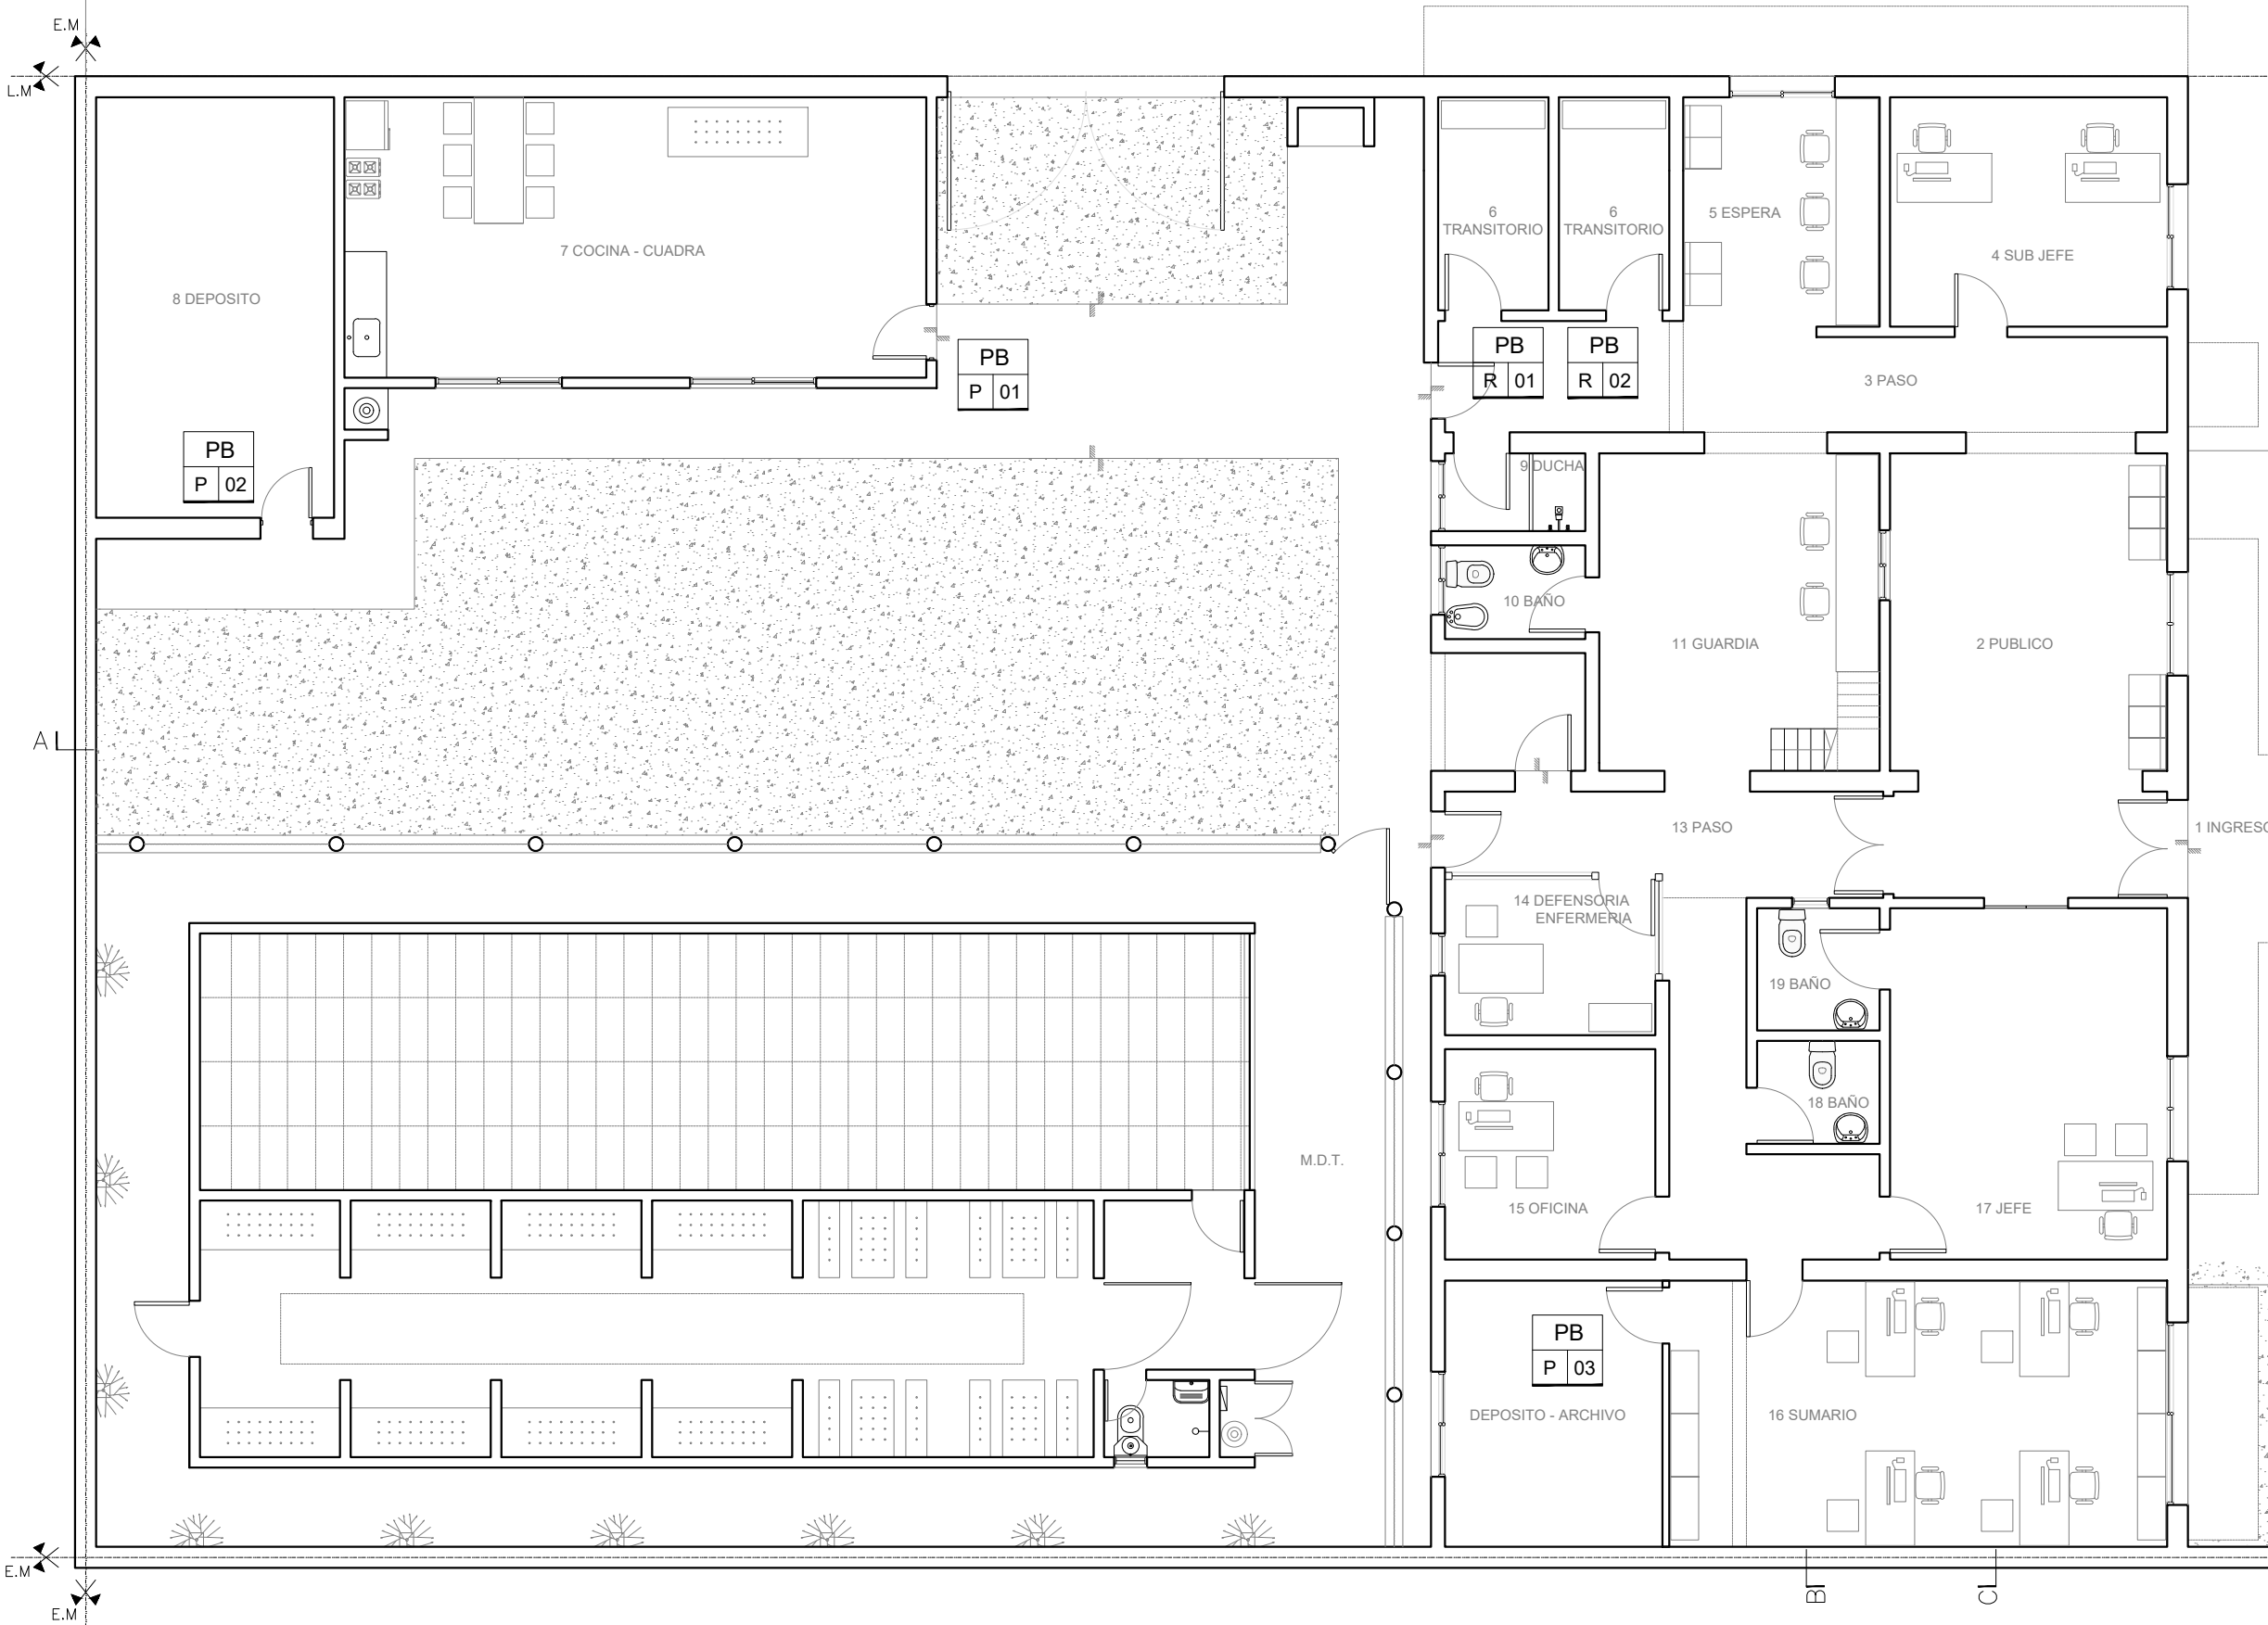 E.M
L.M
6
TRANSITORIO
6
TRANSITORIO
5 ESPERA
4 SUB JEFE
7 COCINA - CUADRA
8 DEPOSITO
PB
P 01
PB
R 01
PB
R 02
3 PASO
PB
P 02
9 DUCHA
10 BAÑO
11 GUARDIA
2 PUBLICO
A
13 PASO
1 INGRESO
14 DEFENSORIA
ENFERMERIA
19 BAÑO
18 BAÑO
M.D.T.
15 OFICINA
17 JEFE
PB
P 03
DEPOSITO - ARCHIVO
16 SUMARIO
E.M
E.M
B
C